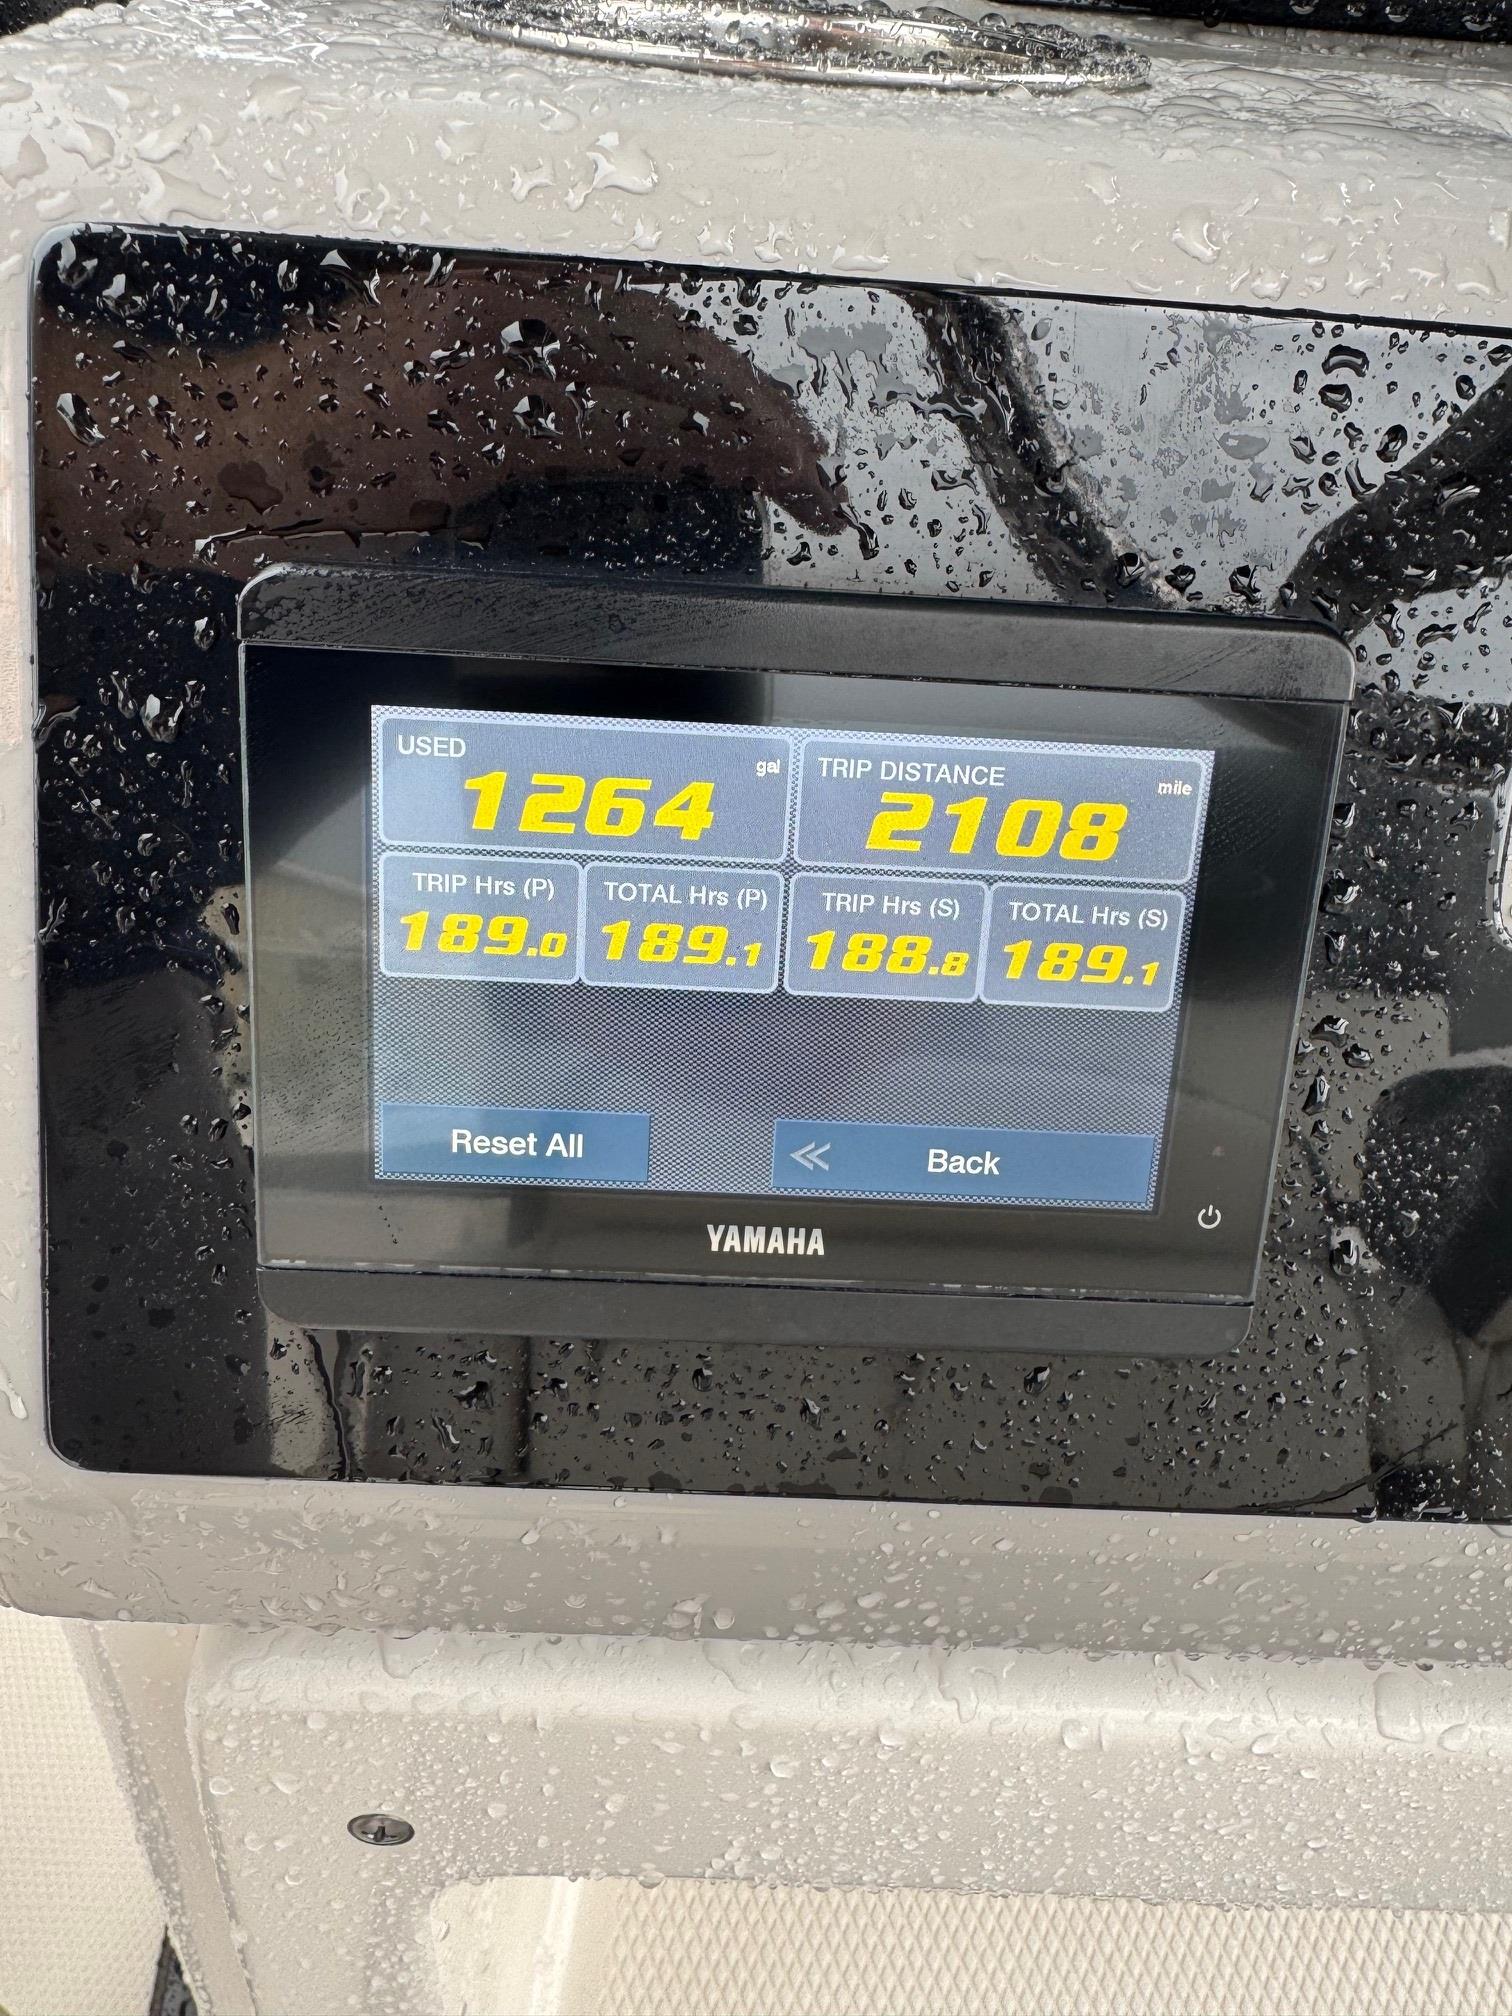 USED
gal
1264
TRIP DISTANCE
mile
2108
TRIP Hrs (P)
189.0
TOTAL Hrs (P)
189.1
TRIP Hrs (S)
188.8
TOTAL Hrs (S)
189.1
Reset All
Back
YAMAHA